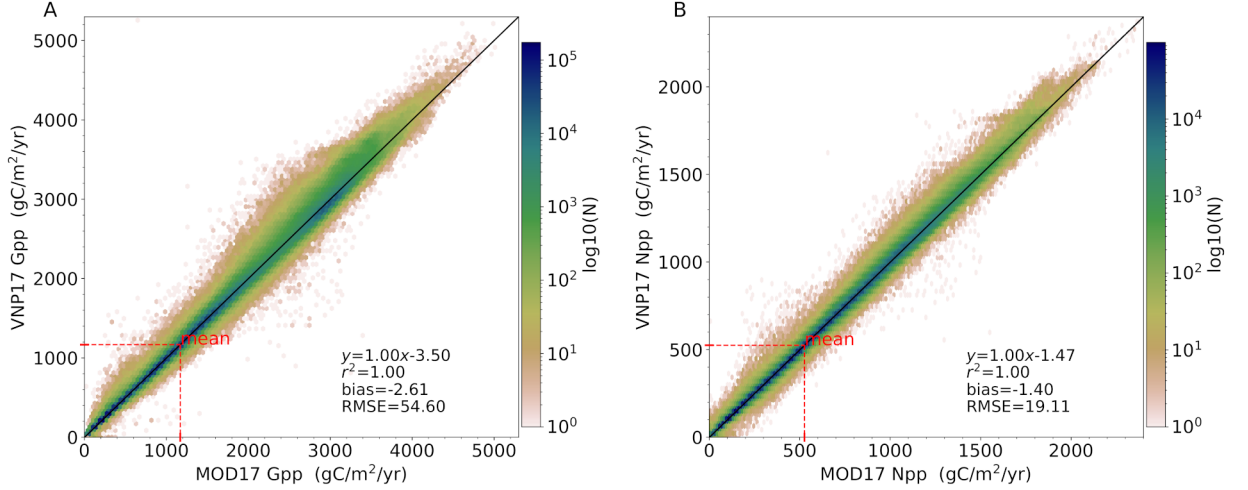 A
VNP17 Gpp (gC/m²/yr)
5000
4000
3000
2000
1000
0
0 1000 2000 3000 4000 5000
MOD17 Gpp (gC/m²/yr)
mean
y=1.00x-3.50
r²=1.00
bias=-2.61
RMSE=54.60
10⁵
10⁴
10³
10²
10¹
10⁰
log10(N)
B
VNP17 Npp (gC/m²/yr)
2000
1500
1000
500
0
0 500 1000 1500 2000
MOD17 Npp (gC/m²/yr)
mean
y=1.00x-1.47
r²=1.00
bias=-1.40
RMSE=19.11
10⁴
10³
10²
10¹
10⁰
log10(N)